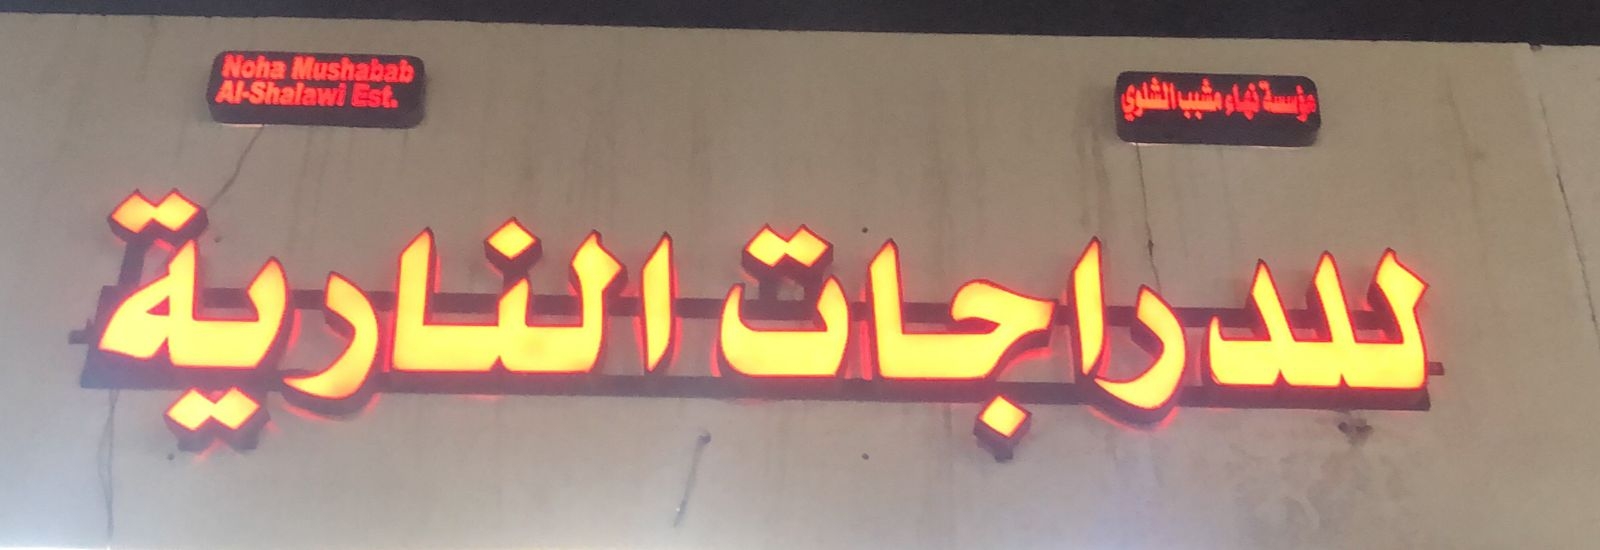 Noha Mushabab
Al-Shalawi Est.
مؤسسة نهاء مشبب الشلوي
للدراجات النارية